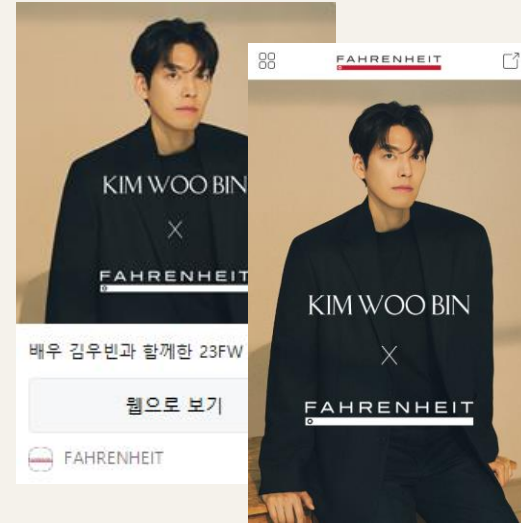 KIM WOO BIN
X
FAHRENHEIT
배우 김우빈과 함께한 23FW
웹으로 보기
FAHRENHEIT
FAHRENHEIT
KIM WOO BIN
X
FAHRENHEIT